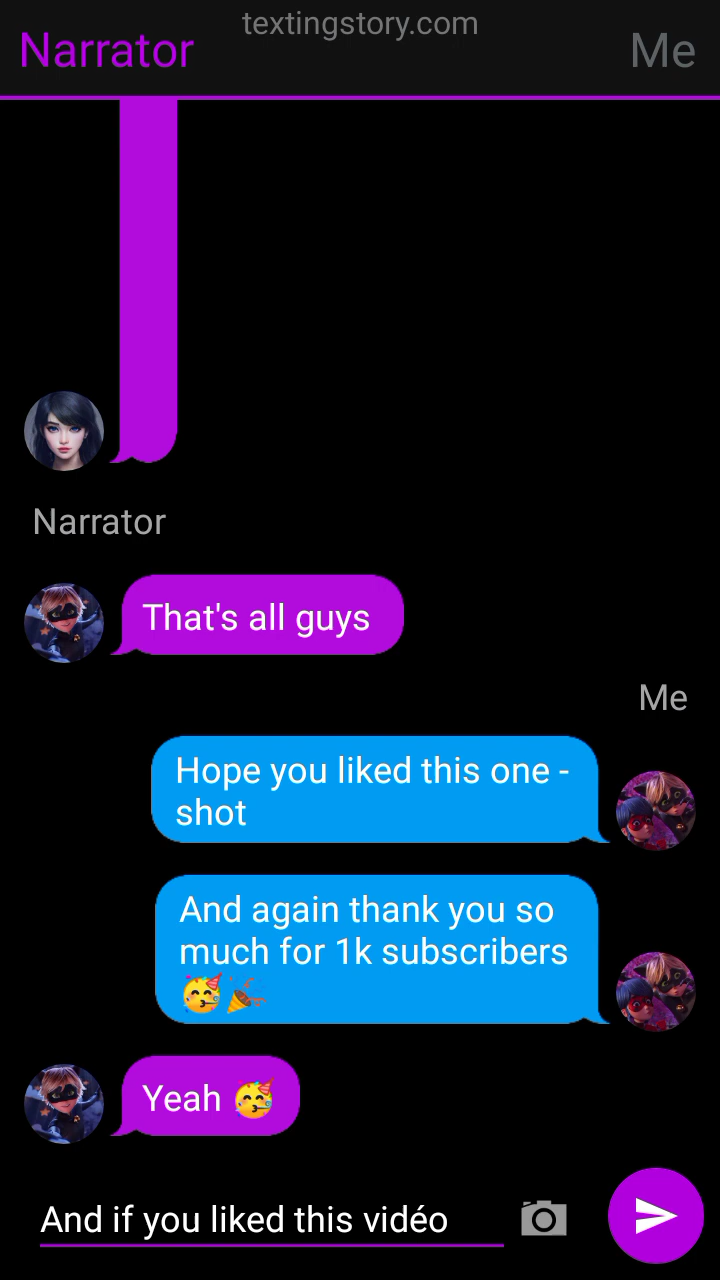 textingstory.com
Narrator
Me
Narrator
That's all guys
Me
Hope you liked this one -
shot
And again thank you so
much for 1k subscribers
🥳🎉
Yeah 🥳
And if you liked this vidéo